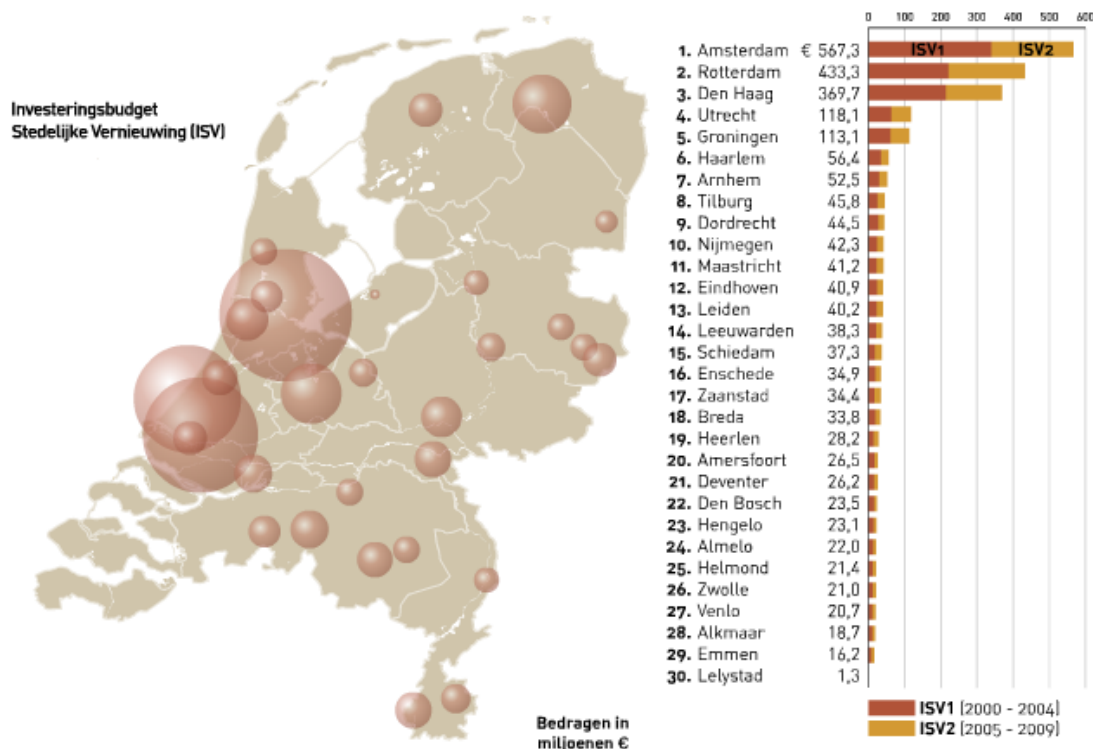 Investeringsbudget
Stedelijke Vernieuwing (ISV)
0 100 200 300 400 500 600
1. Amsterdam € 567,3 ISV1 ISV2
2. Rotterdam 433,3
3. Den Haag 369,7
4. Utrecht 118,1
5. Groningen 113,1
6. Haarlem 56,4
7. Arnhem 52,5
8. Tilburg 45,8
9. Dordrecht 44,5
10. Nijmegen 42,3
11. Maastricht 41,2
12. Eindhoven 40,9
13. Leiden 40,2
14. Leeuwarden 38,3
15. Schiedam 37,3
16. Enschede 34,9
17. Zaanstad 34,4
18. Breda 33,8
19. Heerlen 28,2
20. Amersfoort 26,5
21. Deventer 26,2
22. Den Bosch 23,5
23. Hengelo 23,1
24. Almelo 22,0
25. Helmond 21,4
26. Zwolle 21,0
27. Venlo 20,7
28. Alkmaar 18,7
29. Emmen 16,2
30. Lelystad 1,3
Bedragen in
miljoenen €
ISV1 (2000 - 2004)
ISV2 (2005 - 2009)